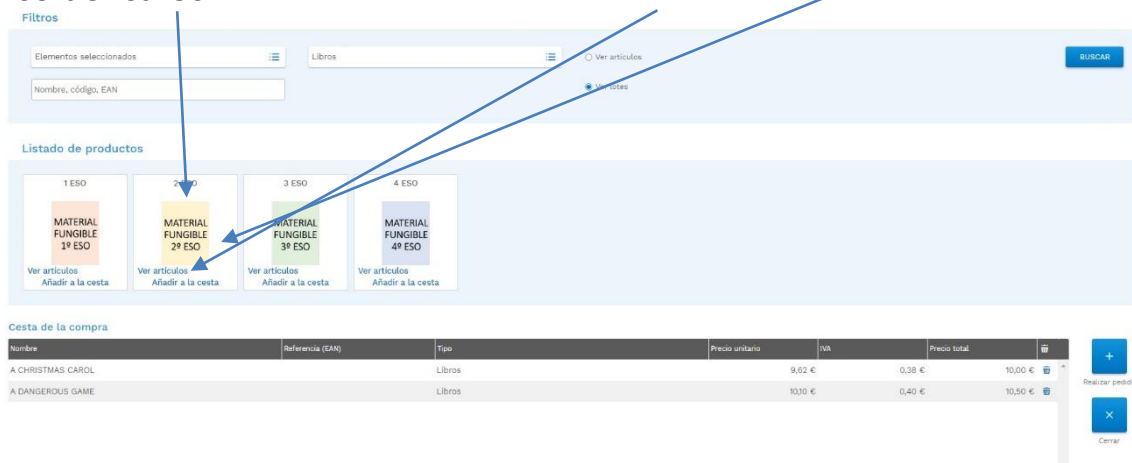 Filtros
Elementos seleccionados
Libros
Ver artículos
BUSCAR
Nombre, código, EAN
Ver lotes
Listado de productos
1 ESO
2 ESO
3 ESO
4 ESO
MATERIAL FUNGIBLE 1º ESO
MATERIAL FUNGIBLE 2º ESO
MATERIAL FUNGIBLE 3º ESO
MATERIAL FUNGIBLE 4º ESO
Ver artículos Ver artículos Ver artículos Ver artículos
Añadir a la cesta Añadir a la cesta Añadir a la cesta Añadir a la cesta
Cesta de la compra
Nombre Referencia (EAN) Tipo Precio unitario IVA Precio total
A CHRISTMAS CAROL Libros 9,62 € 0,38 € 10,00 €
A DANGEROUS GAME Libros 10,10 € 0,40 € 10,50 €
Realizar pedid
Cerrar